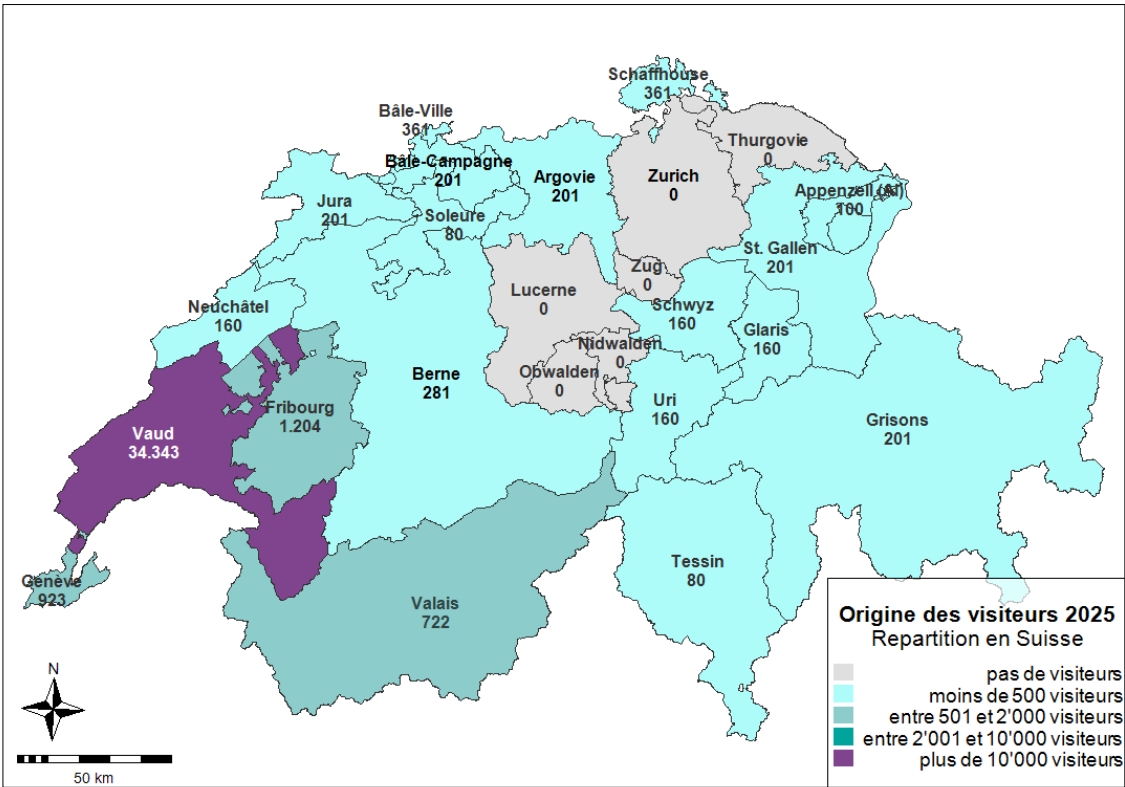 Schaffhouse
361
Bâle-Ville
361
Thurgovie
0
Bâle-Campagne
201
Argovie
201
Zurich
0
Appenzell (AI)
100
Jura
201
Soleure
80
St. Gallen
201
Zug
0
Lucerne
0
Neuchâtel
160
Schwyz
160
Glaris
160
Nidwalden
0
Obwalden
0
Berne
281
Uri
160
Fribourg
1.204
Grisons
201
Vaud
34.343
Tessin
80
Genève
923
Valais
722
Origine des visiteurs 2025
Repartition en Suisse
pas de visiteurs
moins de 500 visiteurs
entre 501 et 2'000 visiteurs
entre 2'001 et 10'000 visiteurs
plus de 10'000 visiteurs
N
50 km